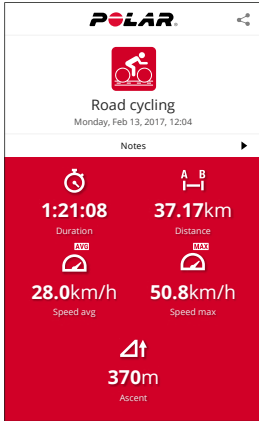 POLAR.
Road cycling
Monday, Feb 13, 2017, 12:04
Notes
A B
1:21:08 37.17km
Duration Distance
AVG MAX
28.0km/h 50.8km/h
Speed avg Speed max
370m
Ascent